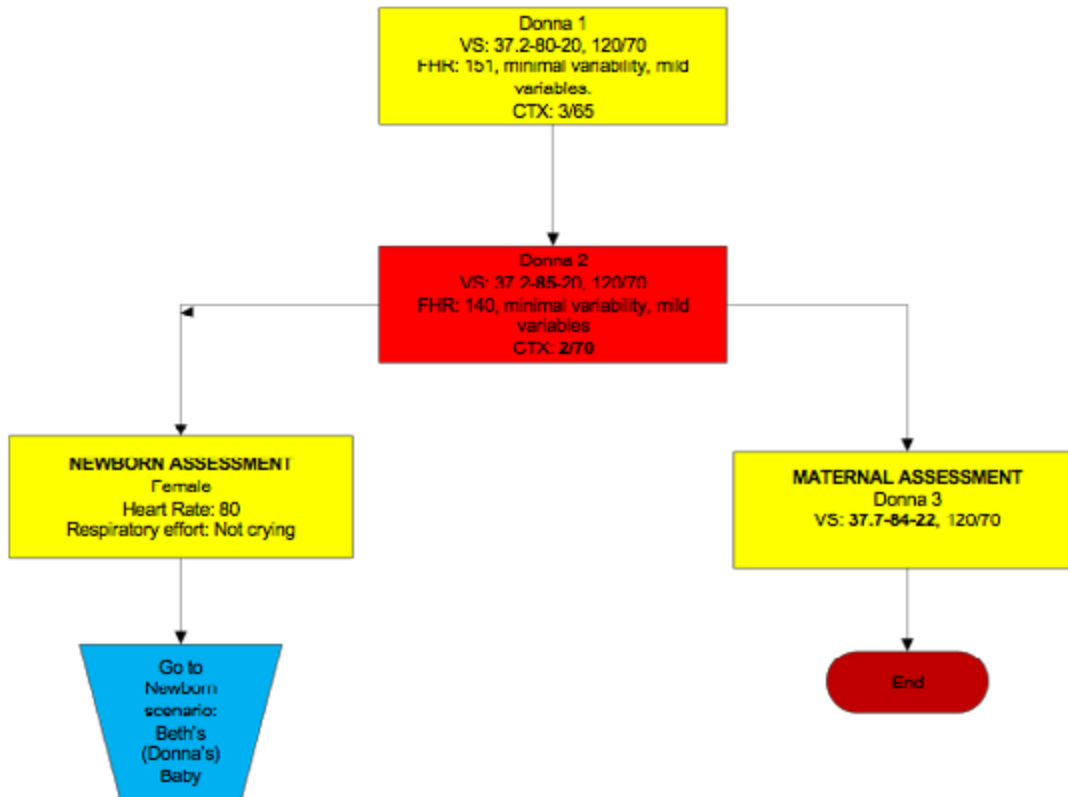 Donna 1
VS: 37.2-80-20, 120/70
FHR: 151, minimal variability, mild
variables.
CTX: 3/65
Donna 2
VS: 37.2-85-20, 120/70
FHR: 140, minimal variability, mild
variables
CTX: 2/70
NEWBORN ASSESSMENT
Female
Heart Rate: 80
Respiratory effort: Not crying
MATERNAL ASSESSMENT
Donna 3
VS: 37.7-84-22, 120/70
Go to
Newborn
scenario:
Beth's
(Donna's)
Baby
End